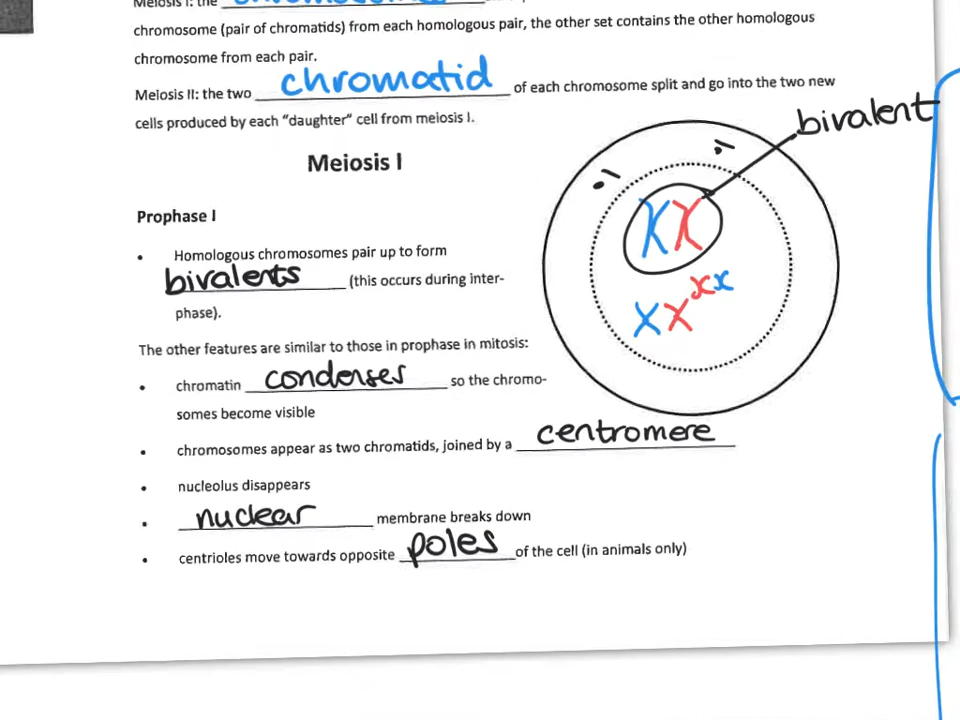 Meiosis I: the chromosomes
chromosome (pair of chromatids) from each homologous pair, the other set contains the other homologous
chromosome from each pair.
Meiosis II: the two chromatid of each chromosome split and go into the two new
cells produced by each “daughter” cell from meiosis I.
bivalent
Meiosis I
Prophase I
• Homologous chromosomes pair up to form
bivalents (this occurs during inter-
phase).
The other features are similar to those in prophase in mitosis:
• chromatin condenses so the chromo-
somes become visible
• chromosomes appear as two chromatids, joined by a centromere
• nucleolus disappears
• nuclear membrane breaks down
• centrioles move towards opposite poles of the cell (in animals only)